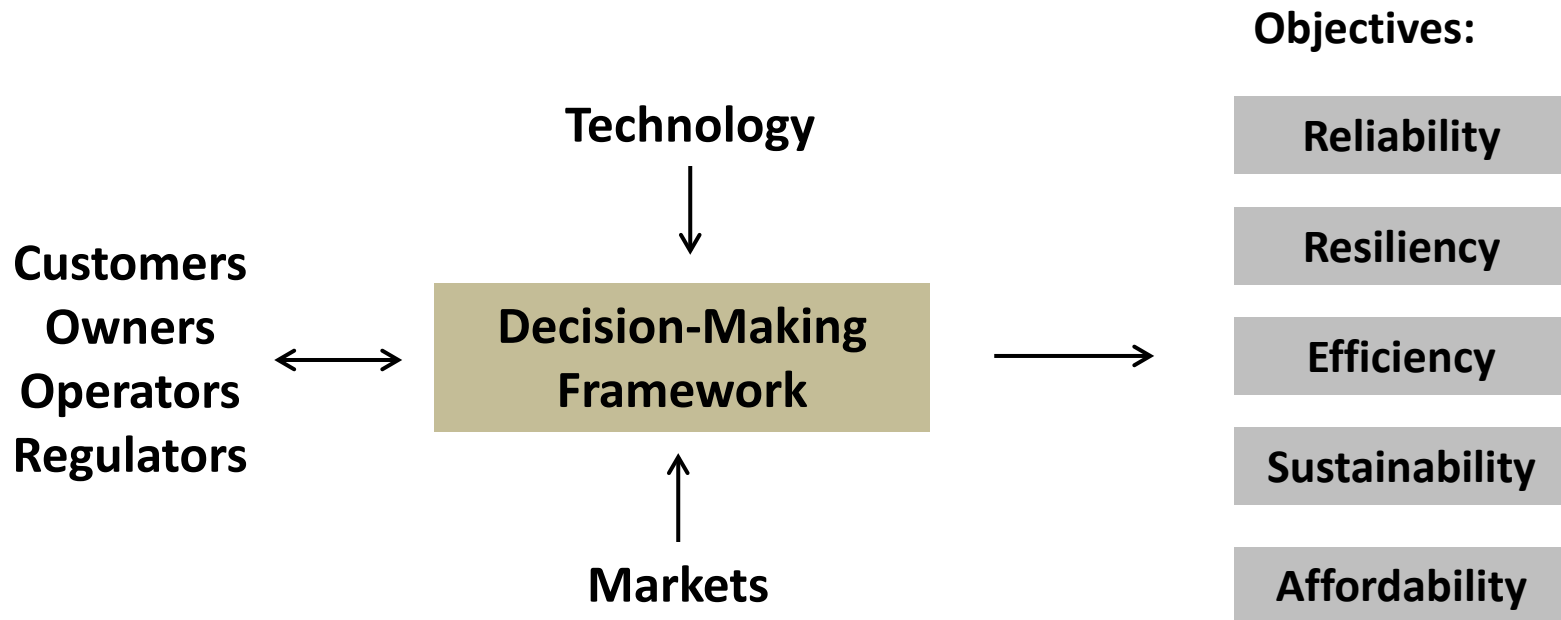 Objectives:
Technology
Customers
Owners
Operators
Regulators
Decision-Making
Framework
Markets
Reliability
Resiliency
Efficiency
Sustainability
Affordability